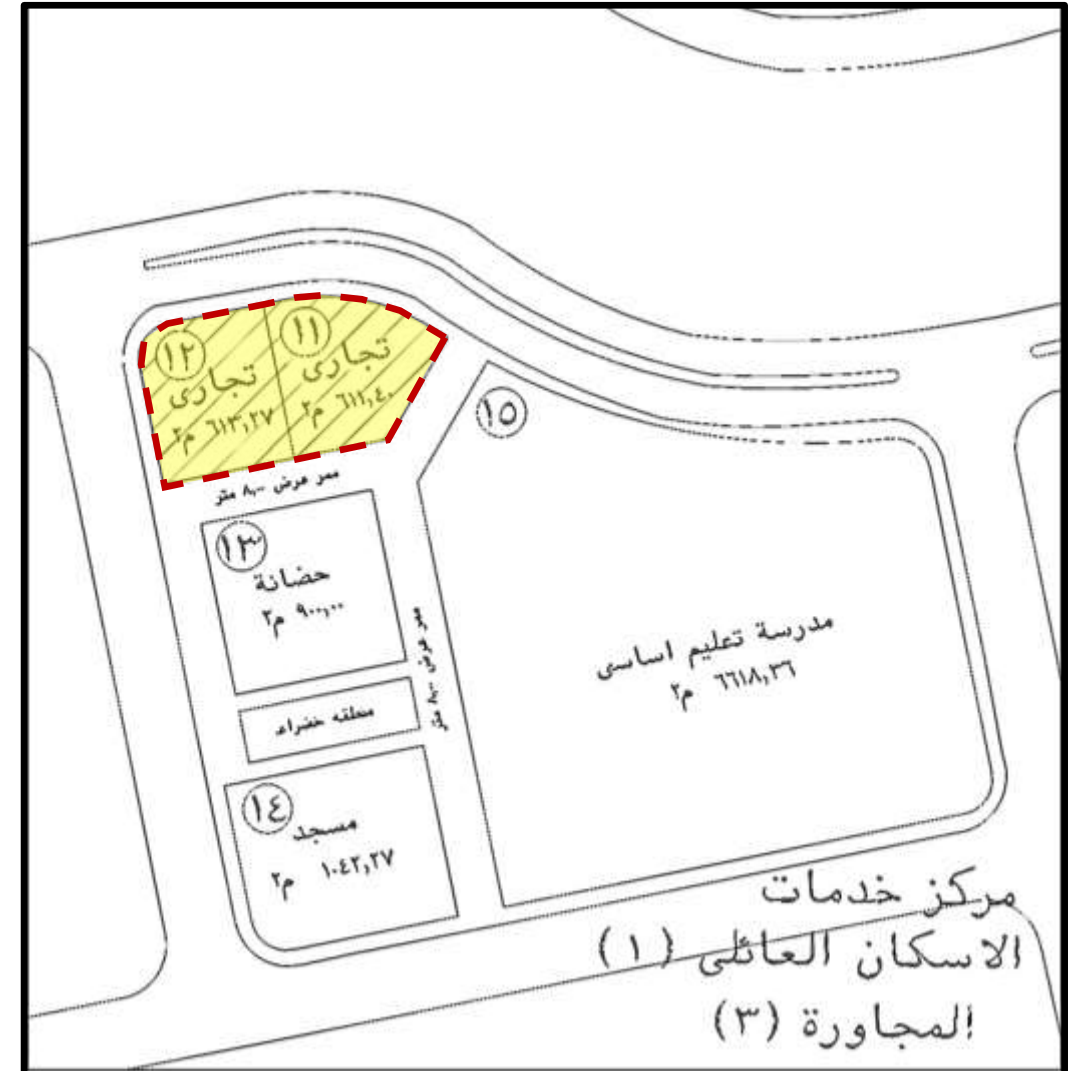 ١١
تجارى
٦١٢,٤٠ م٢
١٢
تجارى
٦١٣,٢٧ م٢
ممر عرض ٨,٠٠ متر
١٣
حضانة
٩٠٠,٠٠ م٢
ممر عرض ٨,٠٠ متر
منطقه خضراء
١٤
مسجد
١٠٤٢,٢٧ م٢
١٥
مدرسة تعليم اساسى
٦٦١٨,٣٦ م٢
مركز خدمات
الاسكان العائلى (١)
المجاورة (٣)